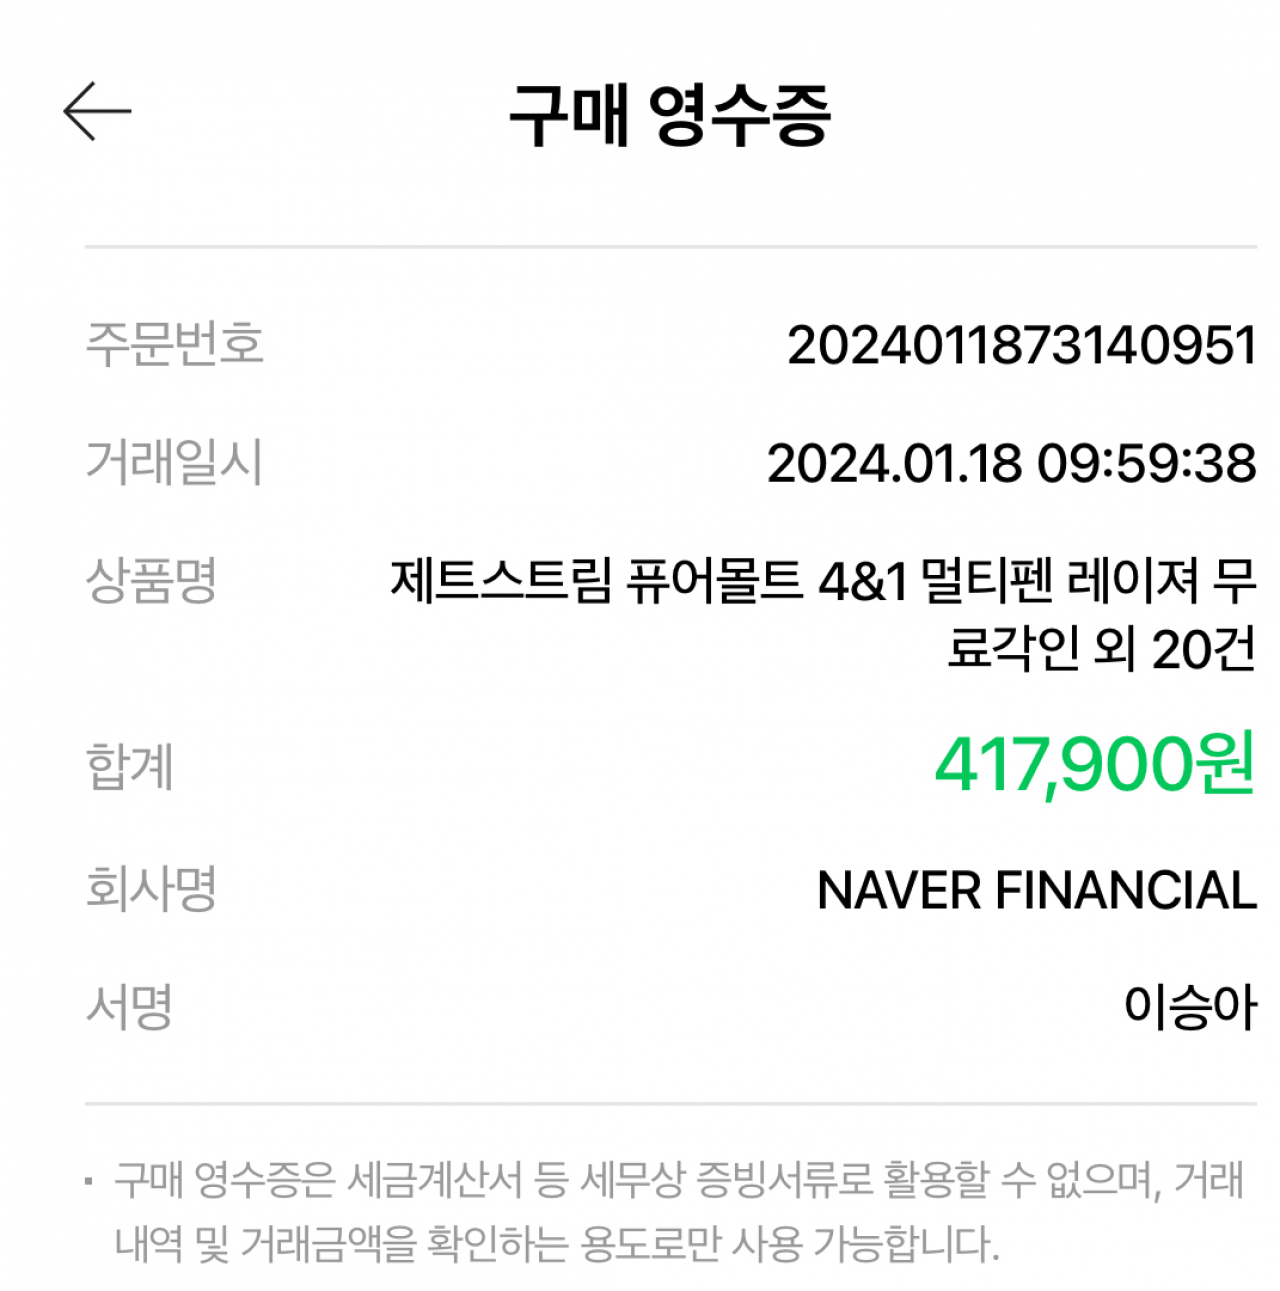 구매 영수증
주문번호 2024011873140951
거래일시 2024.01.18 09:59:38
상품명 제트스트림 퓨어몰트 4&1 멀티펜 레이져 무
료각인 외 20건
합계 417,900원
회사명 NAVER FINANCIAL
서명 이승아
· 구매 영수증은 세금계산서 등 세무상 증빙서류로 활용할 수 없으며, 거래
내역 및 거래금액을 확인하는 용도로만 사용 가능합니다.